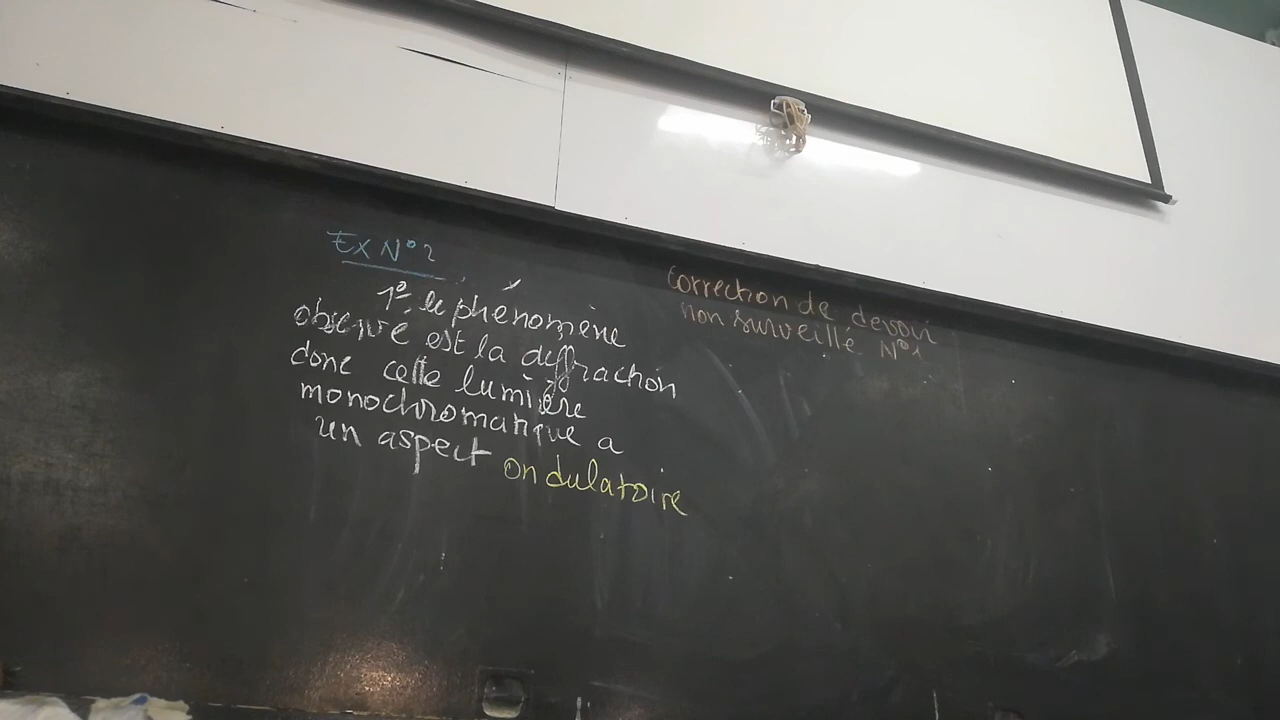 Ex N°2
1° - le phénomène
observé est la diffraction
donc cette lumière
monochromatique a
un aspect ondulatoire
Correction de devoir
non surveillé N°1